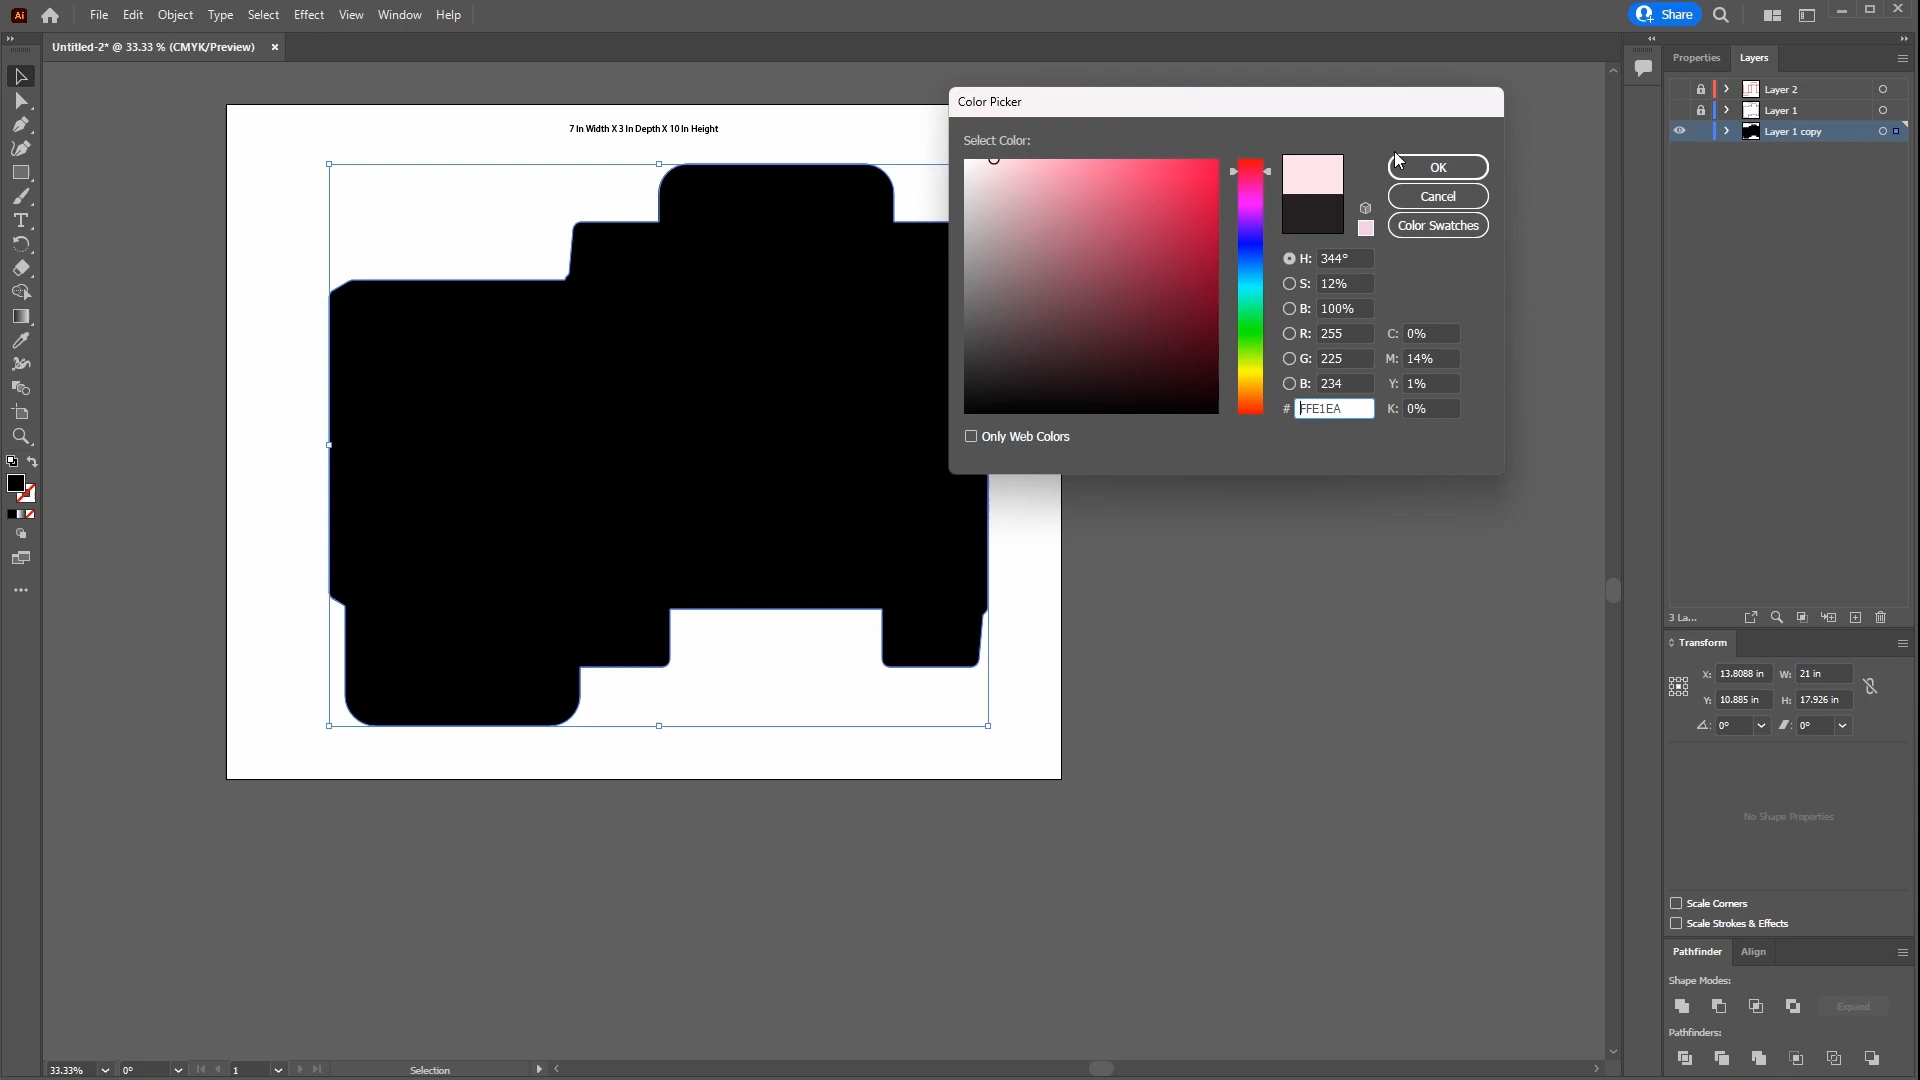 Ai File Edit Object Type Select Effect View Window Help Share
Untitled-2* @ 33.33 % (CMYK/Preview)
Properties Layers
Layer 2
Layer 1
Layer 1 copy
7 In Width X 3 In Depth X 10 In Height
Color Picker
Select Color:
OK
Cancel
Color Swatches
H: 344°
S: 12%
B: 100%
R: 255 C: 0%
G: 225 M: 14%
B: 234 Y: 1%
# FFE1EA K: 0%
Only Web Colors
3 La...
Transform
X: 13.8088 in W: 21 in
Y: 10.885 in H: 17.926 in
0° 0°
No Shape Properties
Scale Corners
Scale Strokes & Effects
Pathfinder Align
Shape Modes:
Expand
Pathfinders:
33.33% 0° 1 Selection